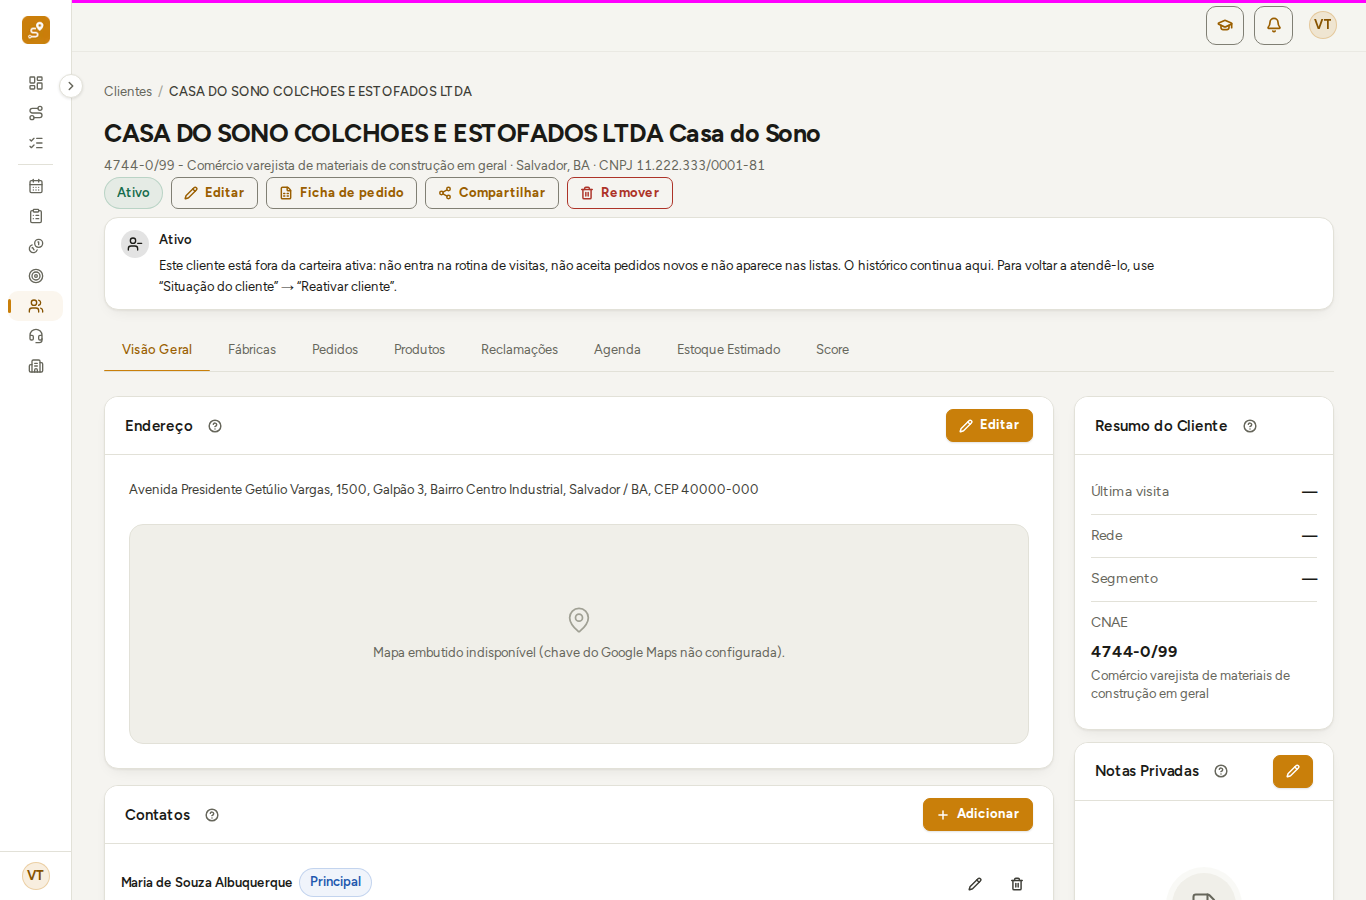 VT
Clientes / CASA DO SONO COLCHOES E ESTOFADOS LTDA
CASA DO SONO COLCHOES E ESTOFADOS LTDA Casa do Sono
4744-0/99 - Comércio varejista de materiais de construção em geral · Salvador, BA · CNPJ 11.222.333/0001-81
Ativo Editar Ficha de pedido Compartilhar Remover
Ativo
Este cliente está fora da carteira ativa: não entra na rotina de visitas, não aceita pedidos novos e não aparece nas listas. O histórico continua aqui. Para voltar a atendê-lo, use
“Situação do cliente” → “Reativar cliente”.
Visão Geral Fábricas Pedidos Produtos Reclamações Agenda Estoque Estimado Score
Endereço Editar
Avenida Presidente Getúlio Vargas, 1500, Galpão 3, Bairro Centro Industrial, Salvador / BA, CEP 40000-000
Mapa embutido indisponível (chave do Google Maps não configurada).
Contatos Adicionar
Maria de Souza Albuquerque Principal
Resumo do Cliente
Última visita —
Rede —
Segmento —
CNAE
4744-0/99
Comércio varejista de materiais de
construção em geral
Notas Privadas
VT